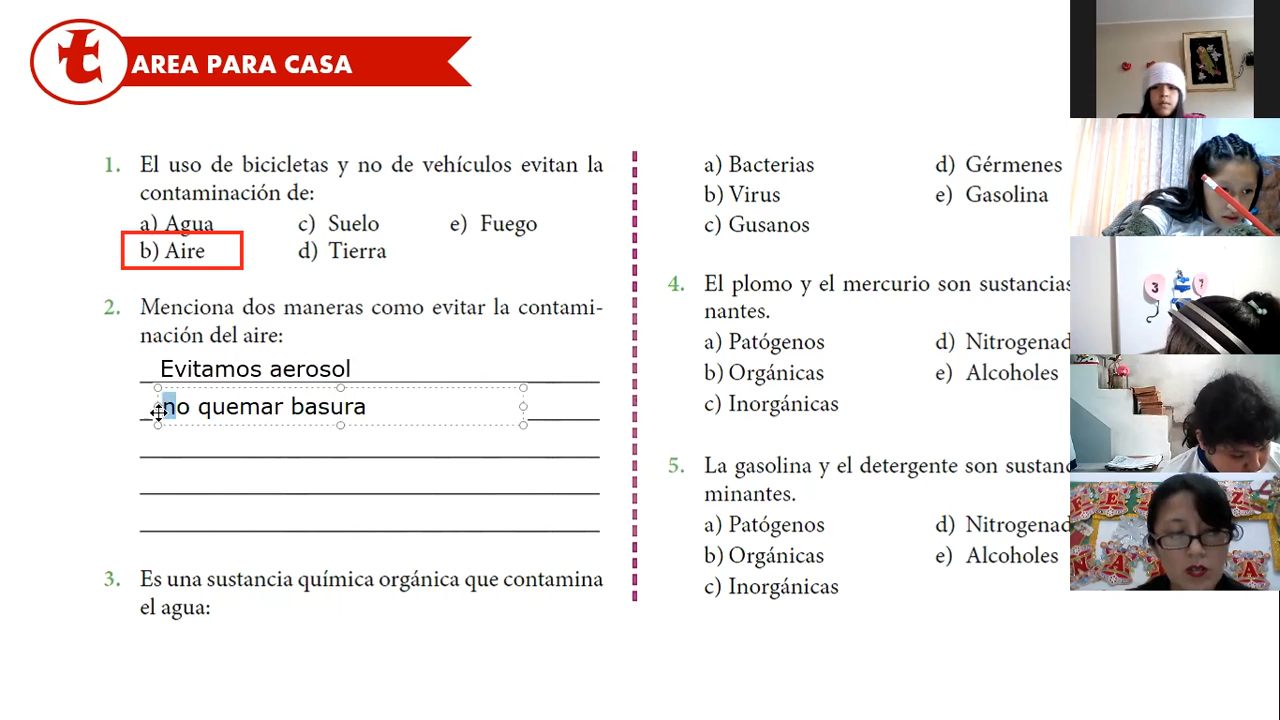 TAREA PARA CASA
1. El uso de bicicletas y no de vehículos evitan la
contaminación de:
a) Agua c) Suelo e) Fuego
b) Aire d) Tierra
2. Menciona dos maneras como evitar la contami-
nación del aire:
Evitamos aerosol
no quemar basura
3. Es una sustancia química orgánica que contamina
el agua:
a) Bacterias d) Gérmenes
b) Virus e) Gasolina
c) Gusanos
4. El plomo y el mercurio son sustancias
nantes.
a) Patógenos d) Nitrogenad
b) Orgánicas e) Alcoholes
c) Inorgánicas
5. La gasolina y el detergente son sustanc
minantes.
a) Patógenos d) Nitrogenad
b) Orgánicas e) Alcoholes
c) Inorgánicas
3 ?